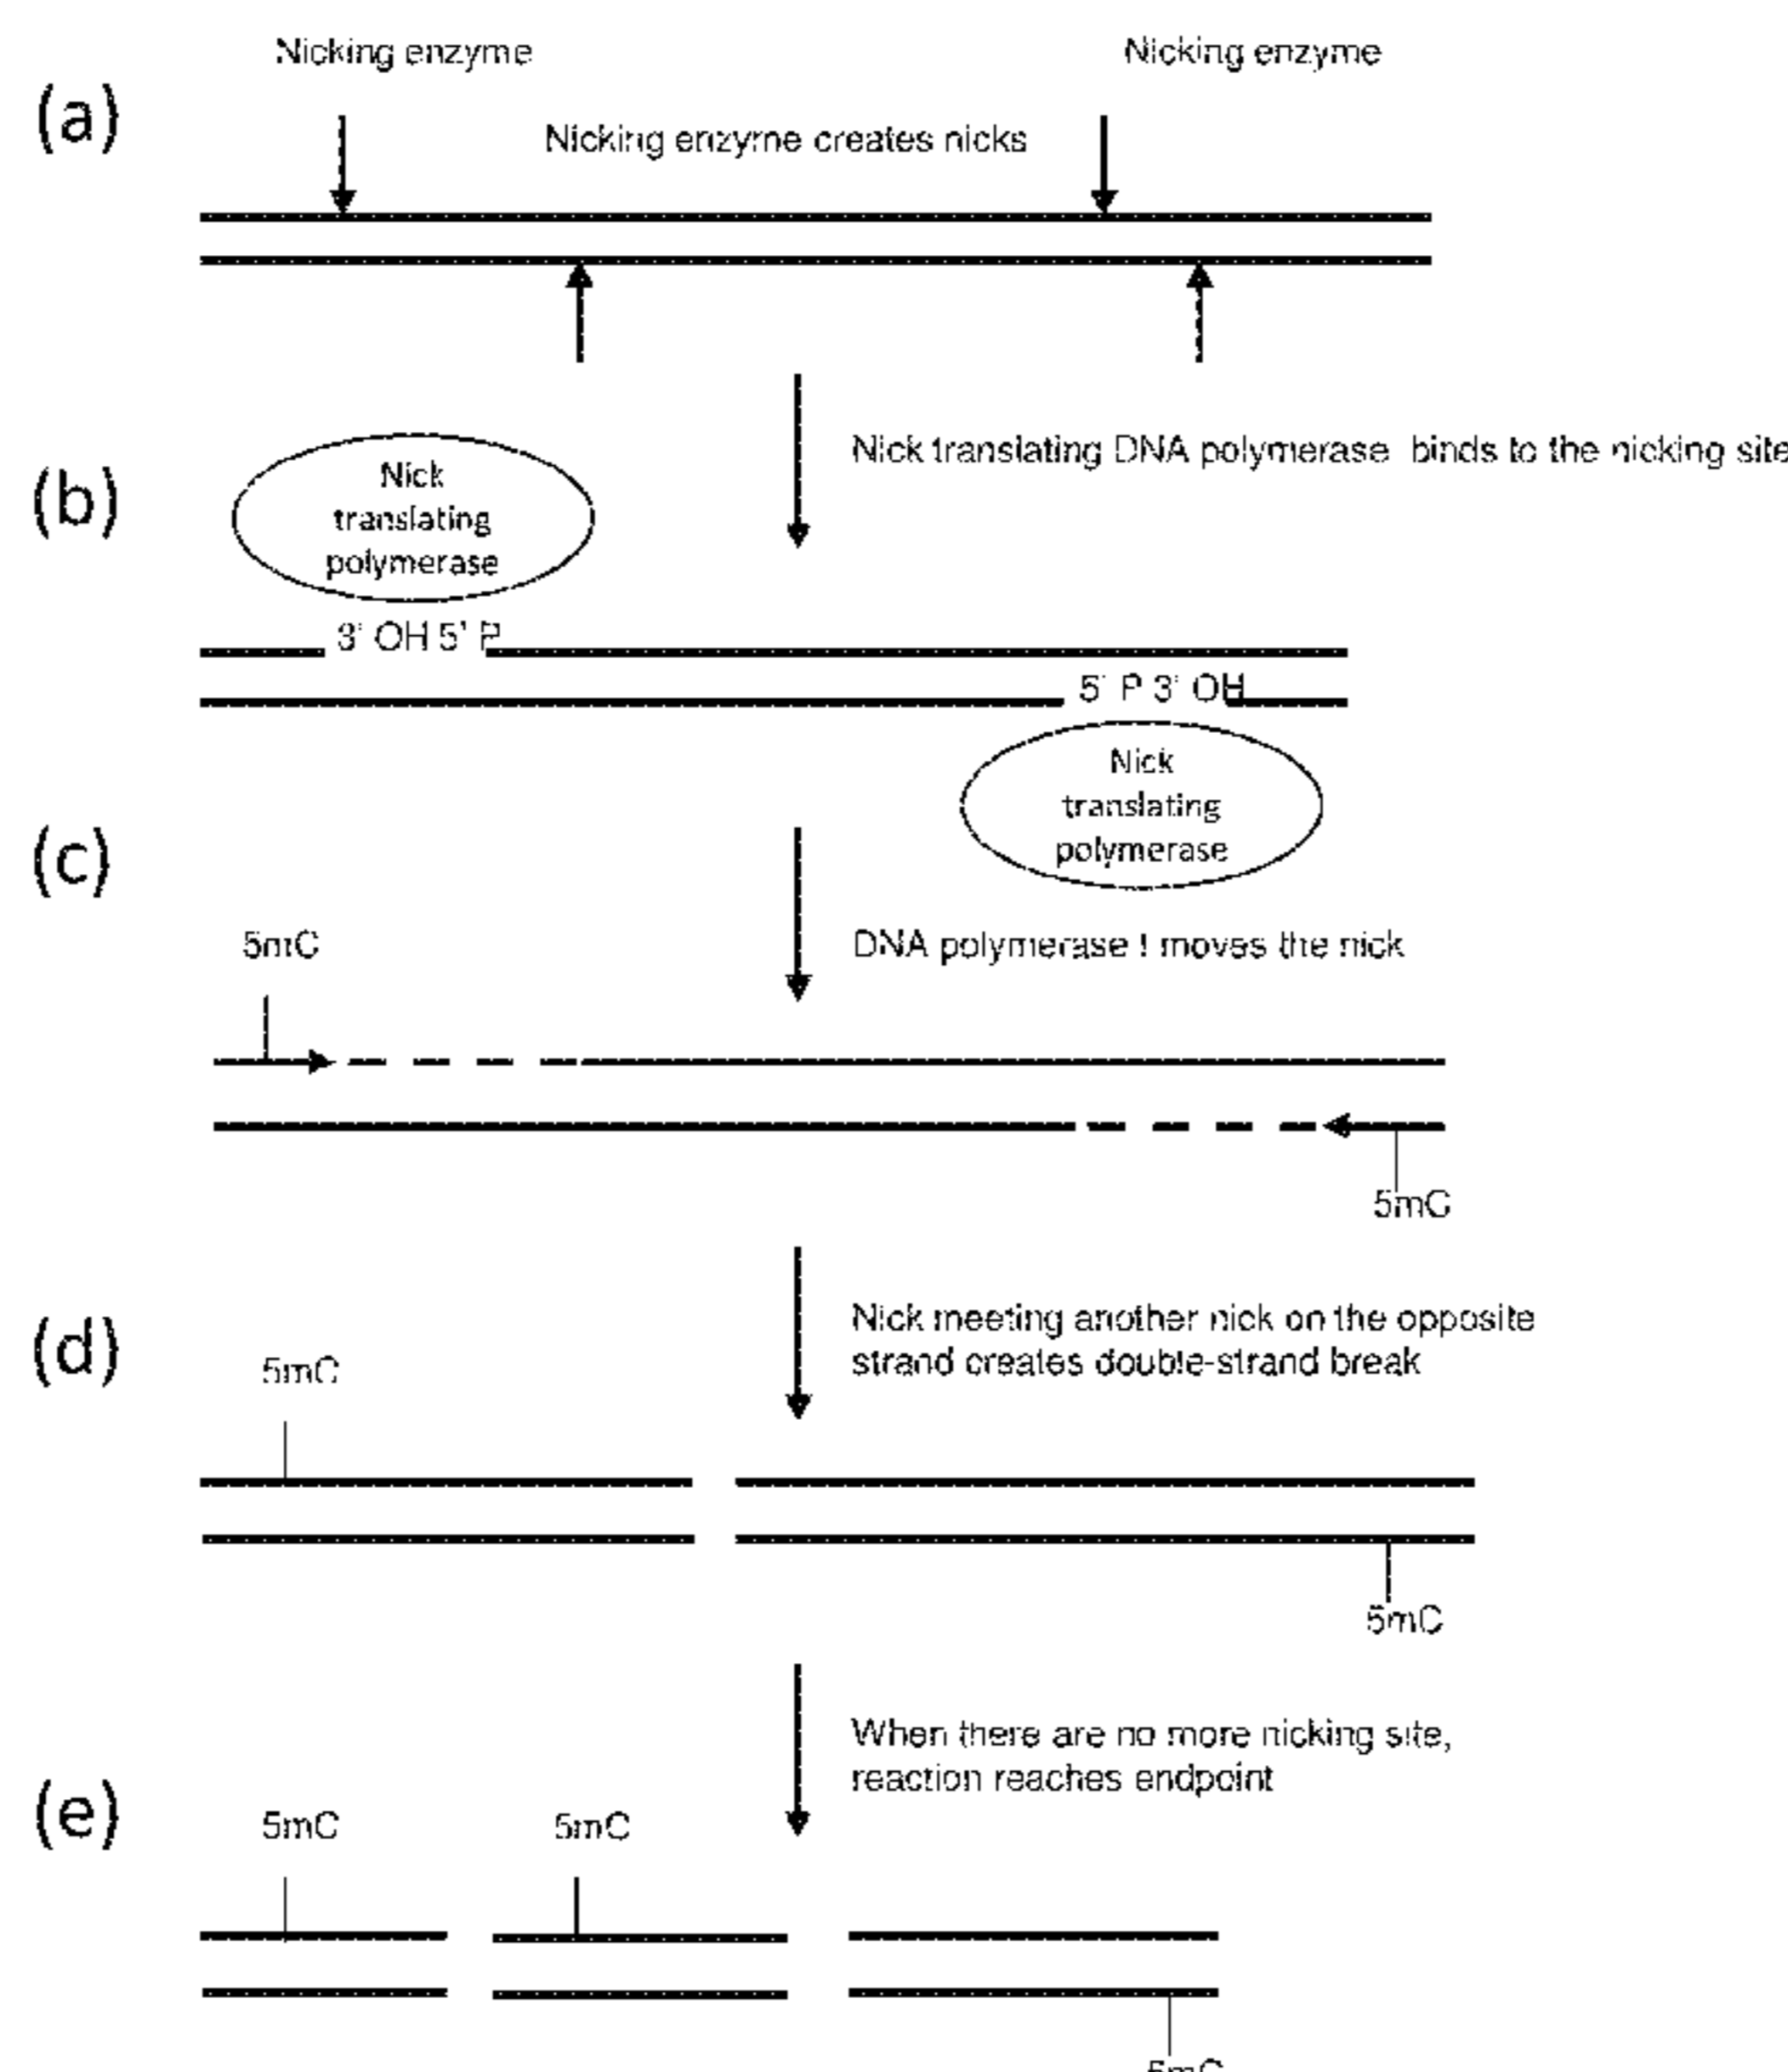 Nicking enzyme
Nicking enzyme
(a)
Nicking enzyme creates nicks
Nick translating DNA polymerase binds to the nicking site
(b)
Nick
translating
polymerase
3' OH 5' P
5' P 3' OH
Nick
translating
polymerase
(c)
5mC
DNA polymerase I moves the nick
5mC
(d)
Nick meeting another nick on the opposite
strand creates double-strand break
5mC
5mC
When there are no more nicking site,
reaction reaches endpoint
(e)
5mC
5mC
5mC